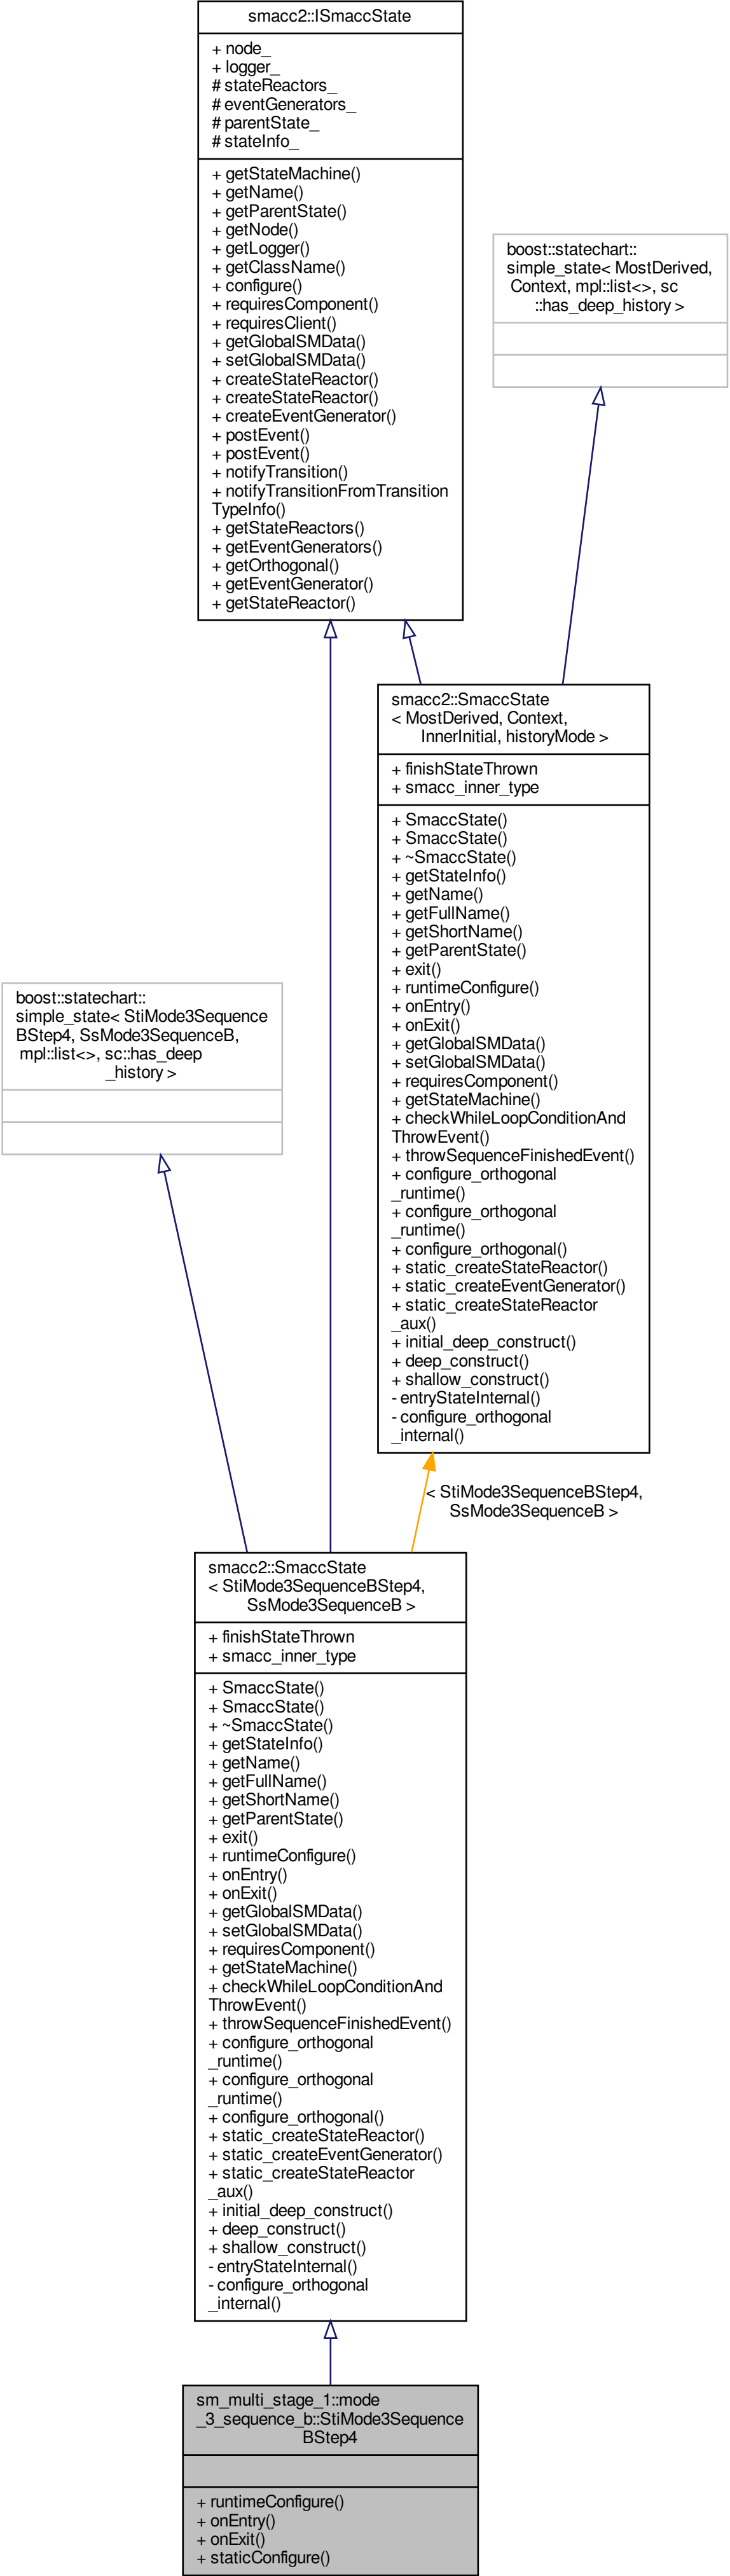 smacc2::ISmaccState
+ node_
+ logger_
# stateReactors_
# eventGenerators_
# parentState_
# stateInfo_
+ getStateMachine()
+ getName()
+ getParentState()
+ getNode()
+ getLogger()
+ getClassName()
+ configure()
+ requiresComponent()
+ requiresClient()
+ getGlobalSMData()
+ setGlobalSMData()
+ createStateReactor()
+ createStateReactor()
+ createEventGenerator()
+ postEvent()
+ postEvent()
+ notifyTransition()
+ notifyTransitionFromTransition
TypeInfo()
+ getStateReactors()
+ getEventGenerators()
+ getOrthogonal()
+ getEventGenerator()
+ getStateReactor()
boost::statechart::
simple_state< MostDerived,
Context, mpl::list<>, sc
::has_deep_history >
smacc2::SmaccState
< MostDerived, Context,
InnerInitial, historyMode >
+ finishStateThrown
+ smacc_inner_type
+ SmaccState()
+ SmaccState()
+ ~SmaccState()
+ getStateInfo()
+ getName()
+ getFullName()
+ getShortName()
+ getParentState()
+ exit()
+ runtimeConfigure()
+ onEntry()
+ onExit()
+ getGlobalSMData()
+ setGlobalSMData()
+ requiresComponent()
+ getStateMachine()
+ checkWhileLoopConditionAnd
ThrowEvent()
+ throwSequenceFinishedEvent()
+ configure_orthogonal
_runtime()
+ configure_orthogonal
_runtime()
+ configure_orthogonal()
+ static_createStateReactor()
+ static_createEventGenerator()
+ static_createStateReactor
_aux()
+ initial_deep_construct()
+ deep_construct()
+ shallow_construct()
- entryStateInternal()
- configure_orthogonal
_internal()
boost::statechart::
simple_state< StiMode3Sequence
BStep4, SsMode3SequenceB,
mpl::list<>, sc::has_deep
_history >
< StiMode3SequenceBStep4,
SsMode3SequenceB >
smacc2::SmaccState
< StiMode3SequenceBStep4,
SsMode3SequenceB >
+ finishStateThrown
+ smacc_inner_type
+ SmaccState()
+ SmaccState()
+ ~SmaccState()
+ getStateInfo()
+ getName()
+ getFullName()
+ getShortName()
+ getParentState()
+ exit()
+ runtimeConfigure()
+ onEntry()
+ onExit()
+ getGlobalSMData()
+ setGlobalSMData()
+ requiresComponent()
+ getStateMachine()
+ checkWhileLoopConditionAnd
ThrowEvent()
+ throwSequenceFinishedEvent()
+ configure_orthogonal
_runtime()
+ configure_orthogonal
_runtime()
+ configure_orthogonal()
+ static_createStateReactor()
+ static_createEventGenerator()
+ static_createStateReactor
_aux()
+ initial_deep_construct()
+ deep_construct()
+ shallow_construct()
- entryStateInternal()
- configure_orthogonal
_internal()
sm_multi_stage_1::mode
_3_sequence_b::StiMode3Sequence
BStep4
+ runtimeConfigure()
+ onEntry()
+ onExit()
+ staticConfigure()